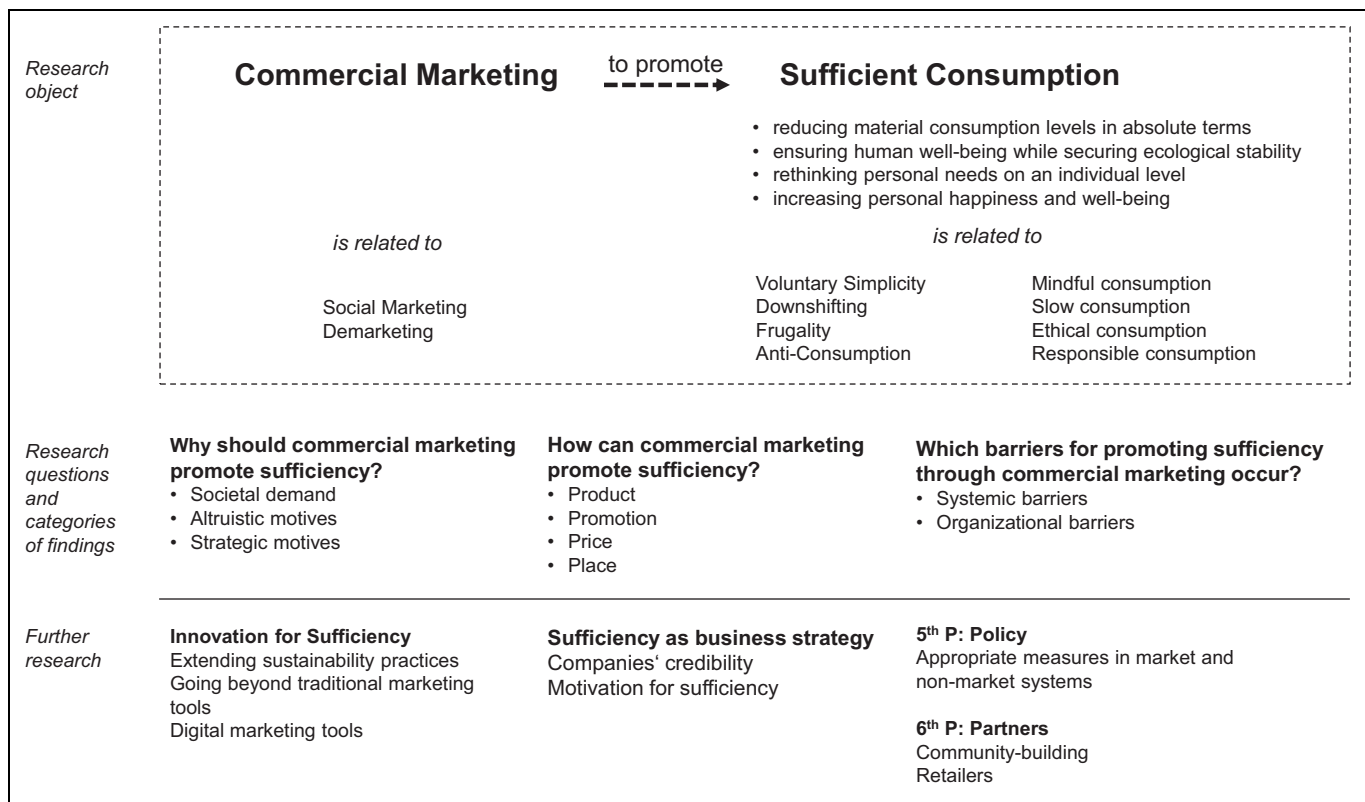 Research
object
Commercial Marketing
to promote
Sufficient Consumption
• reducing material consumption levels in absolute terms
• ensuring human well-being while securing ecological stability
• rethinking personal needs on an individual level
• increasing personal happiness and well-being
is related to
Social Marketing
Demarketing
is related to
Voluntary Simplicity
Downshifting
Frugality
Anti-Consumption
Mindful consumption
Slow consumption
Ethical consumption
Responsible consumption
Research
questions
and
categories
of findings
Why should commercial marketing
promote sufficiency?
• Societal demand
• Altruistic motives
• Strategic motives
How can commercial marketing
promote sufficiency?
• Product
• Promotion
• Price
• Place
Which barriers for promoting sufficiency
through commercial marketing occur?
• Systemic barriers
• Organizational barriers
Further
research
Innovation for Sufficiency
Extending sustainability practices
Going beyond traditional marketing
tools
Digital marketing tools
Sufficiency as business strategy
Companies‘ credibility
Motivation for sufficiency
5th P: Policy
Appropriate measures in market and
non-market systems
6th P: Partners
Community-building
Retailers